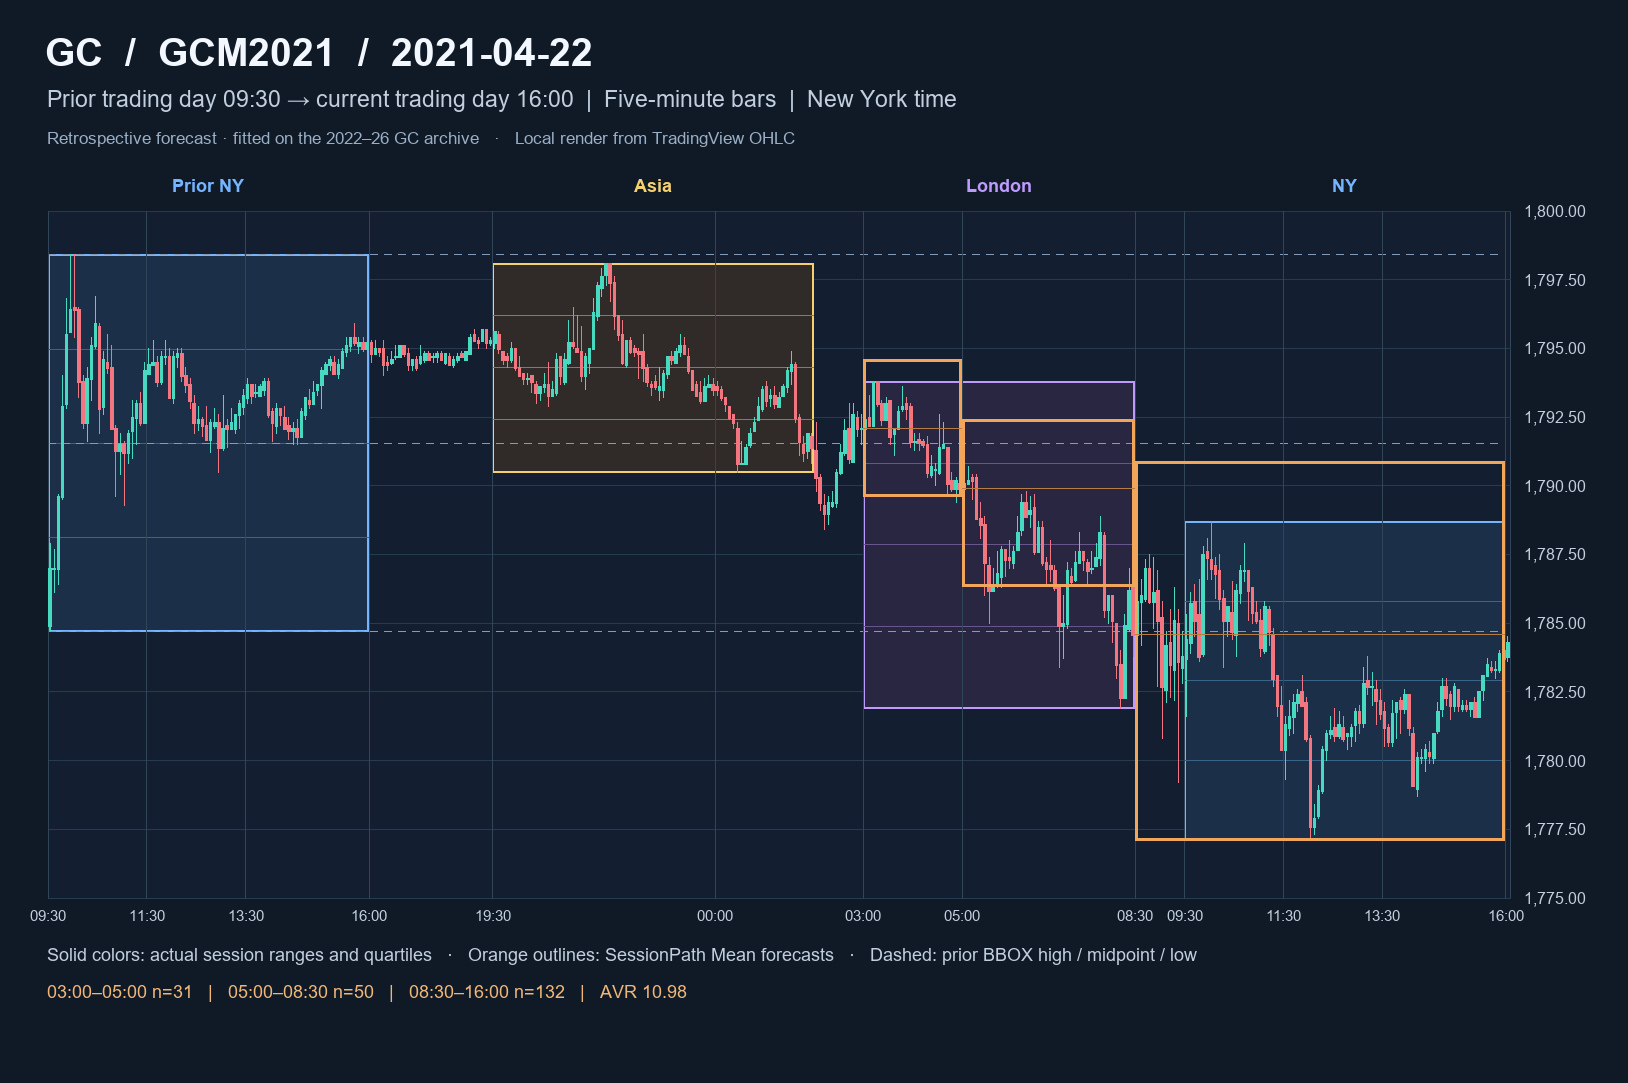 GC / GCM2021 / 2021-04-22
Prior trading day 09:30 → current trading day 16:00 | Five-minute bars | New York time
Retrospective forecast · fitted on the 2022–26 GC archive · Local render from TradingView OHLC
Prior NY Asia London NY
1,800.00
1,797.50
1,795.00
1,792.50
1,790.00
1,787.50
1,785.00
1,782.50
1,780.00
1,777.50
1,775.00
09:30 11:30 13:30 16:00 19:30 00:00 03:00 05:00 08:30 09:30 11:30 13:30 16:00
Solid colors: actual session ranges and quartiles · Orange outlines: SessionPath Mean forecasts · Dashed: prior BBOX high / midpoint / low
03:00–05:00 n=31 | 05:00–08:30 n=50 | 08:30–16:00 n=132 | AVR 10.98